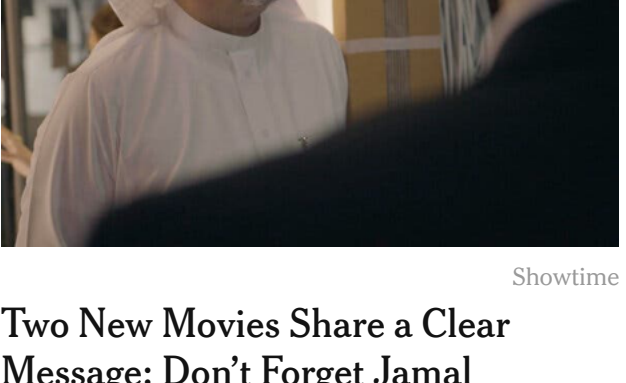 Showtime
Two New Movies Share a Clear
Message: Don’t Forget Jamal